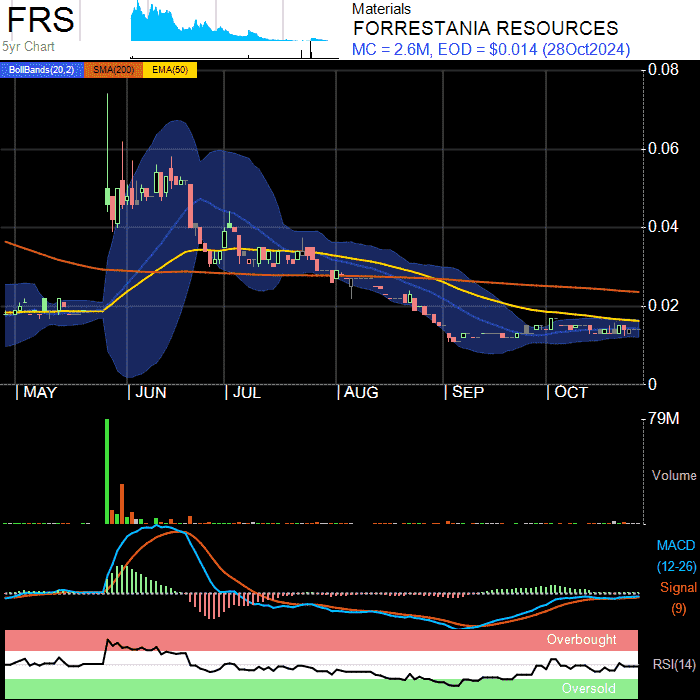 FRS
5yr Chart
Materials
FORRESTANIA RESOURCES
MC = 2.6M, EOD = $0.014 (28Oct2024)
BollBands(20,2) SMA(200) EMA(50)
0.08
0.06
0.04
0.02
0
MAY JUN JUL AUG SEP OCT
79M
Volume
MACD
(12-26)
Signal
(9)
Overbought
RSI(14)
Oversold